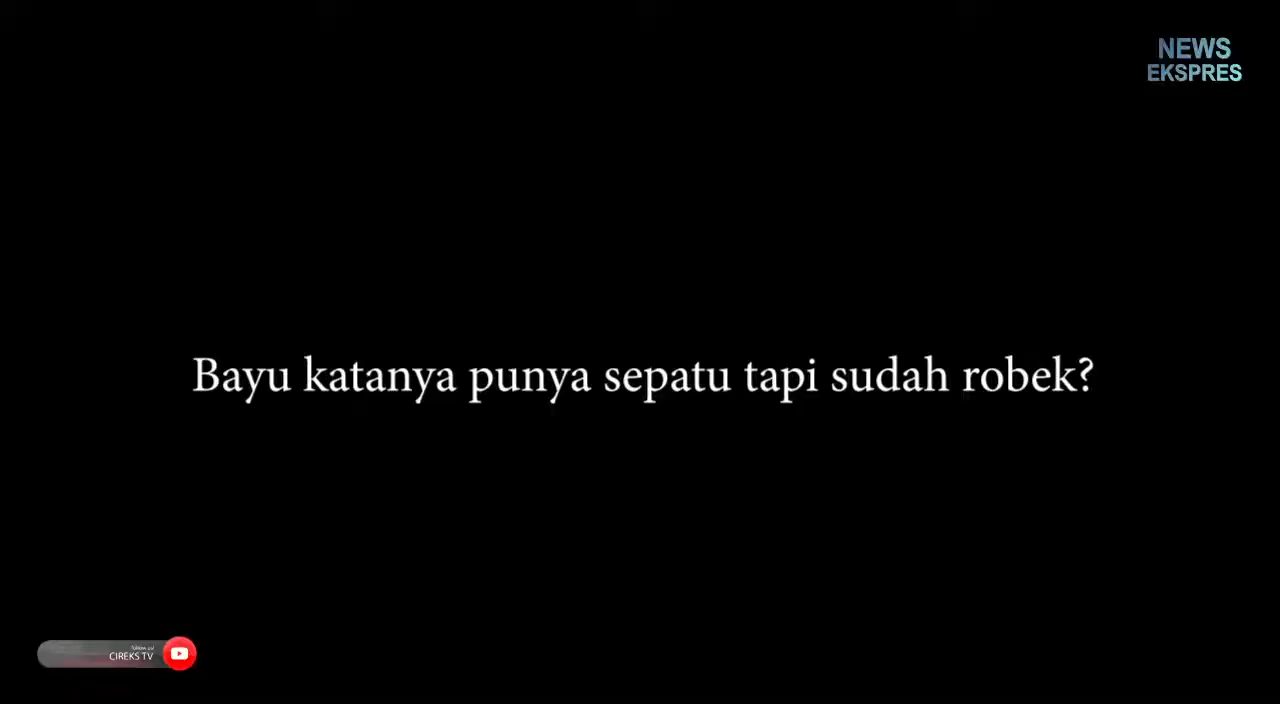 NEWS
EKSPRES
Bayu katanya punya sepatu tapi sudah robek?
CIREKS TV